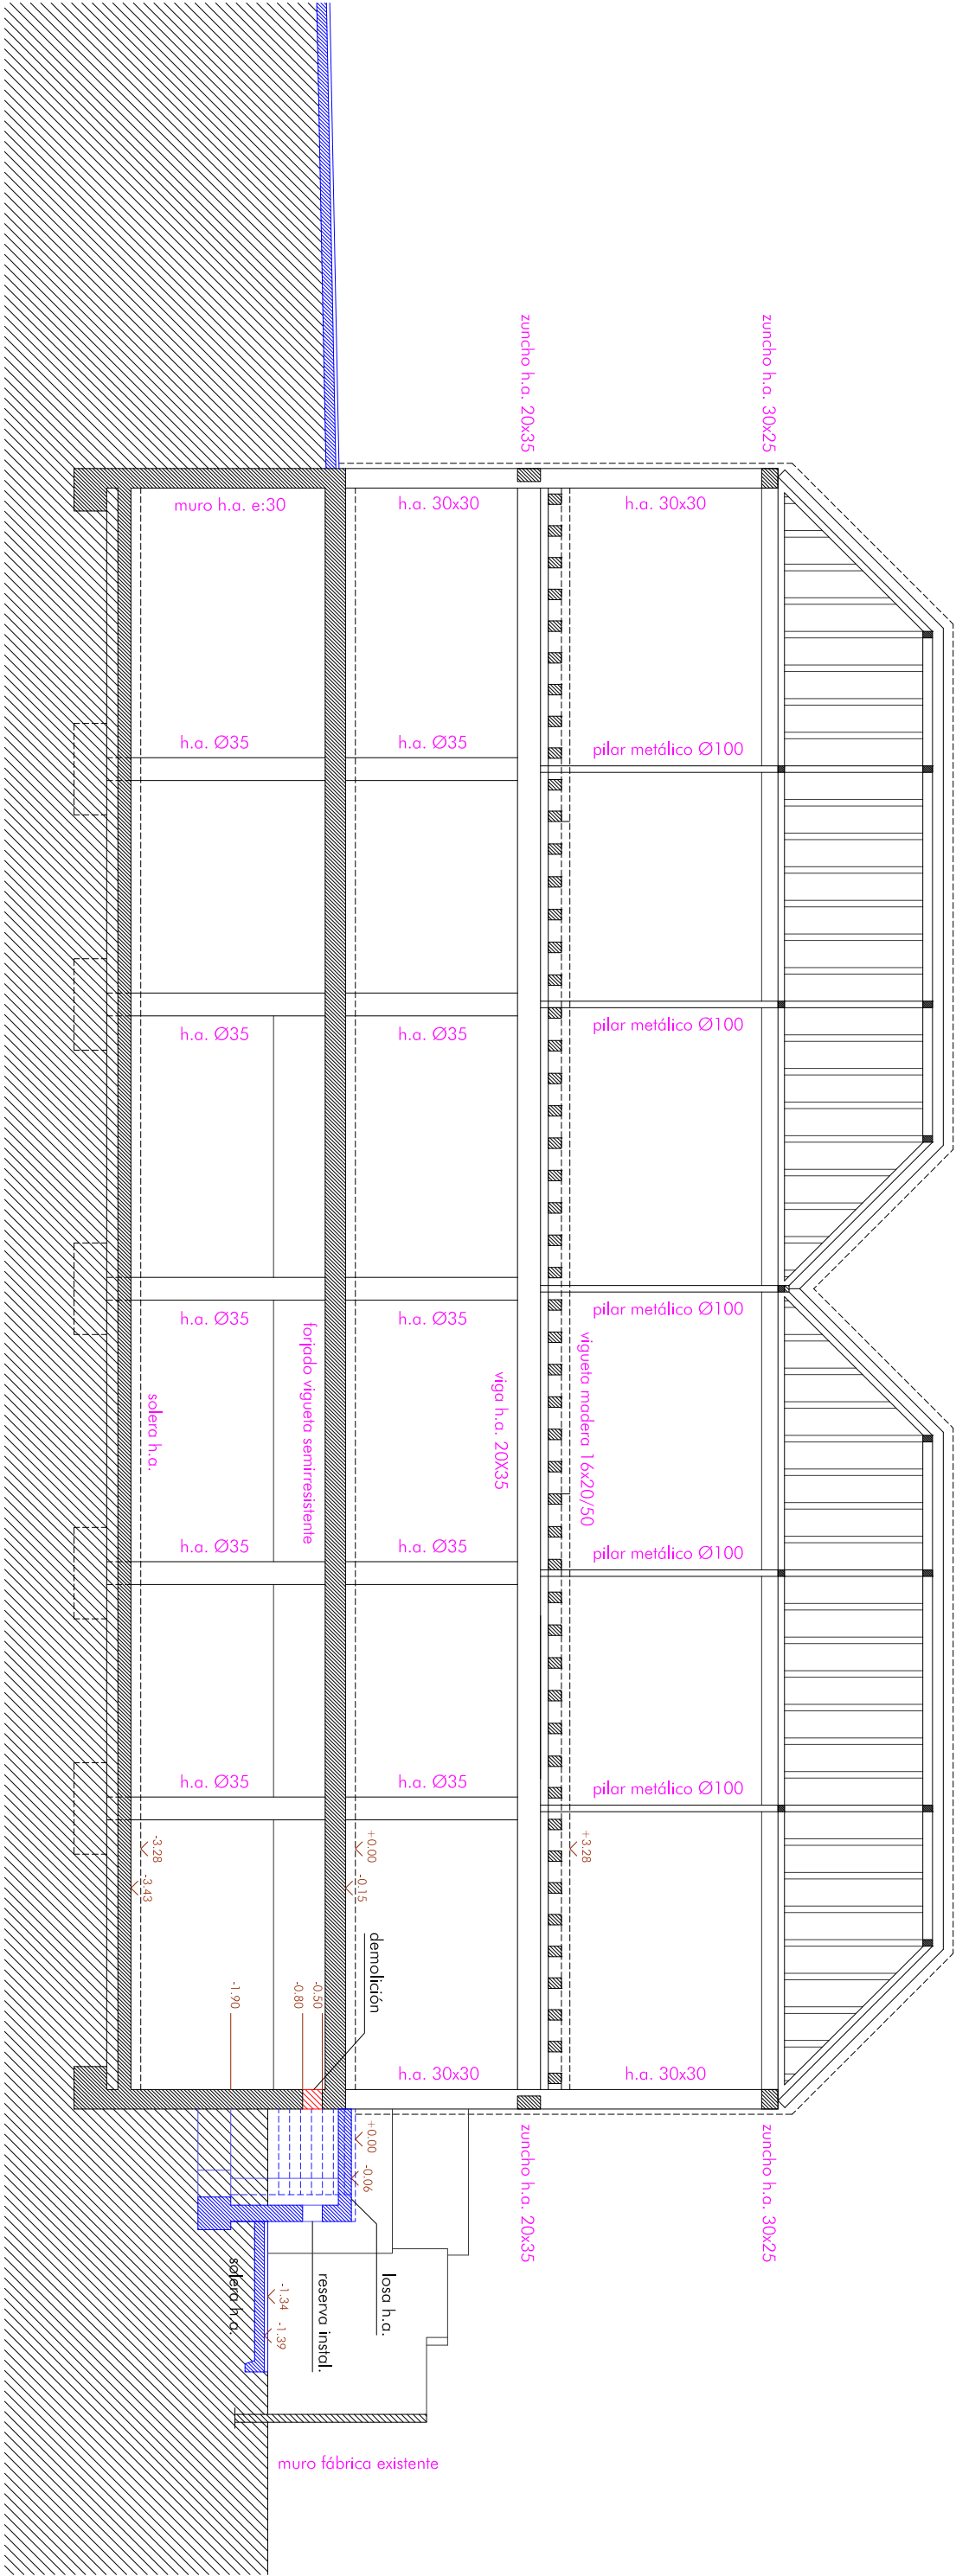 zuncho h.a. 20x35
zuncho h.a. 30x25
muro h.a. e:30
h.a. 30x30
h.a. 30x30
h.a. Ø35
h.a. Ø35
pilar metálico Ø100
h.a. Ø35
h.a. Ø35
pilar metálico Ø100
h.a. Ø35
h.a. Ø35
pilar metálico Ø100
solera h.a.
forjado vigueta semirresistente
viga h.a. 20X35
vigueta madera 16x20/50
h.a. Ø35
h.a. Ø35
pilar metálico Ø100
h.a. Ø35
h.a. Ø35
pilar metálico Ø100
-3.28
-3.43
+0.00
-0.15
+3.28
demolición
-1.90
-0.80
-0.50
h.a. 30x30
h.a. 30x30
+0.00
-0.06
zuncho h.a. 20x35
zuncho h.a. 30x25
solera h.a.
-1.34
-1.39
reserva instal.
losa h.a.
muro fábrica existente